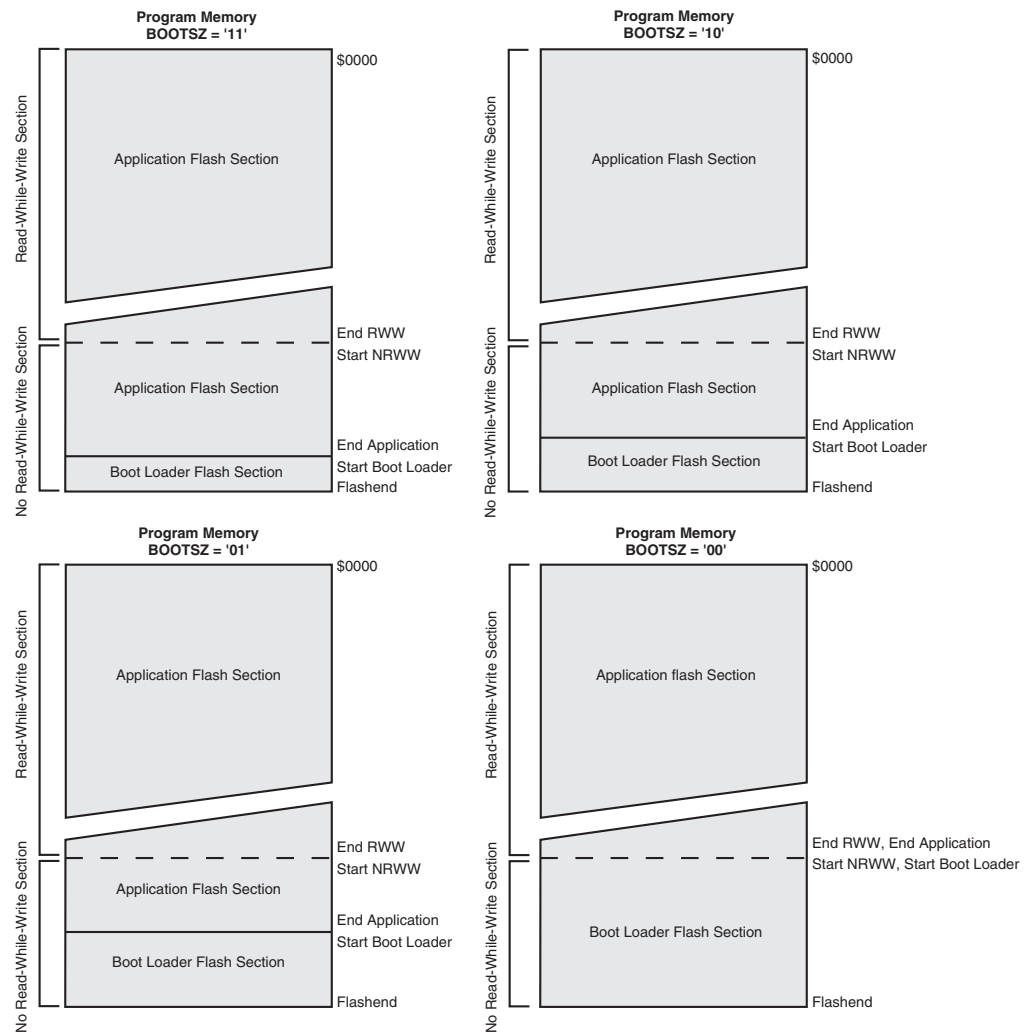 Program Memory
BOOTSZ = '11'
$0000
Read-While-Write Section
Application Flash Section
End RWW
Start NRWW
No Read-While-Write Section
Application Flash Section
End Application
Start Boot Loader
Boot Loader Flash Section
Flashend
Program Memory
BOOTSZ = '10'
$0000
Read-While-Write Section
Application Flash Section
End RWW
Start NRWW
No Read-While-Write Section
Application Flash Section
End Application
Start Boot Loader
Boot Loader Flash Section
Flashend
Program Memory
BOOTSZ = '01'
$0000
Read-While-Write Section
Application Flash Section
End RWW
Start NRWW
No Read-While-Write Section
Application Flash Section
End Application
Start Boot Loader
Boot Loader Flash Section
Flashend
Program Memory
BOOTSZ = '00'
$0000
Read-While-Write Section
Application flash Section
End RWW, End Application
Start NRWW, Start Boot Loader
No Read-While-Write Section
Boot Loader Flash Section
Flashend